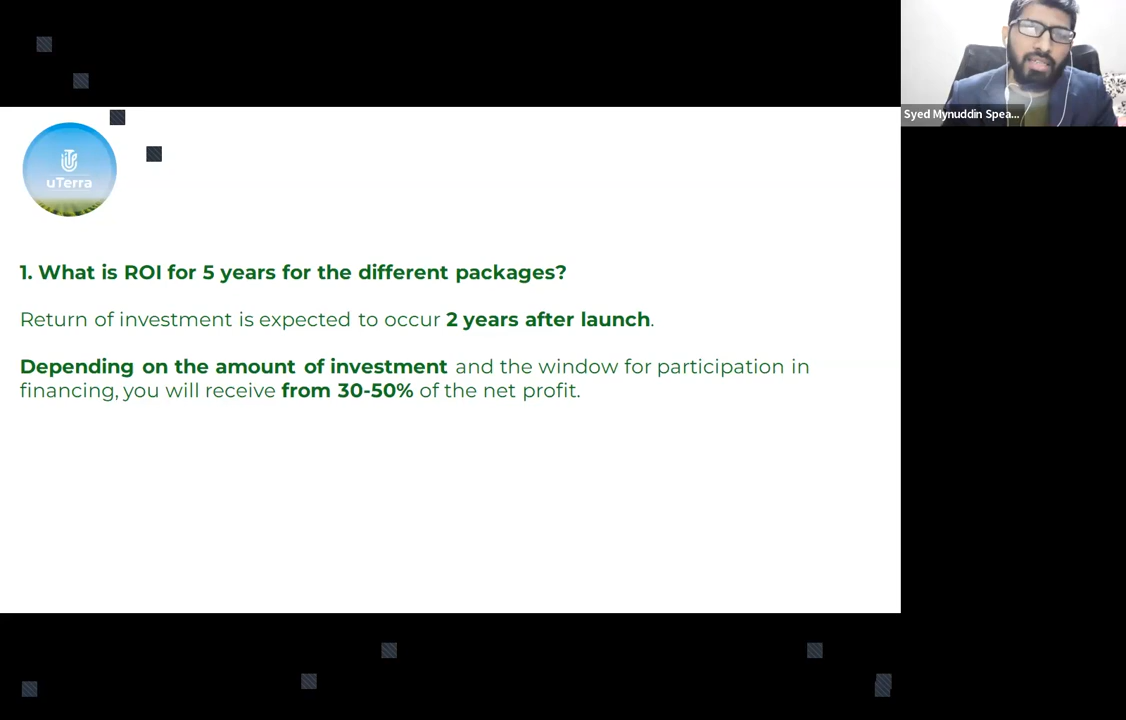 Syed Mynuddin Spea...
uTerra
1. What is ROI for 5 years for the different packages?
Return of investment is expected to occur 2 years after launch.
Depending on the amount of investment and the window for participation in
financing, you will receive from 30-50% of the net profit.